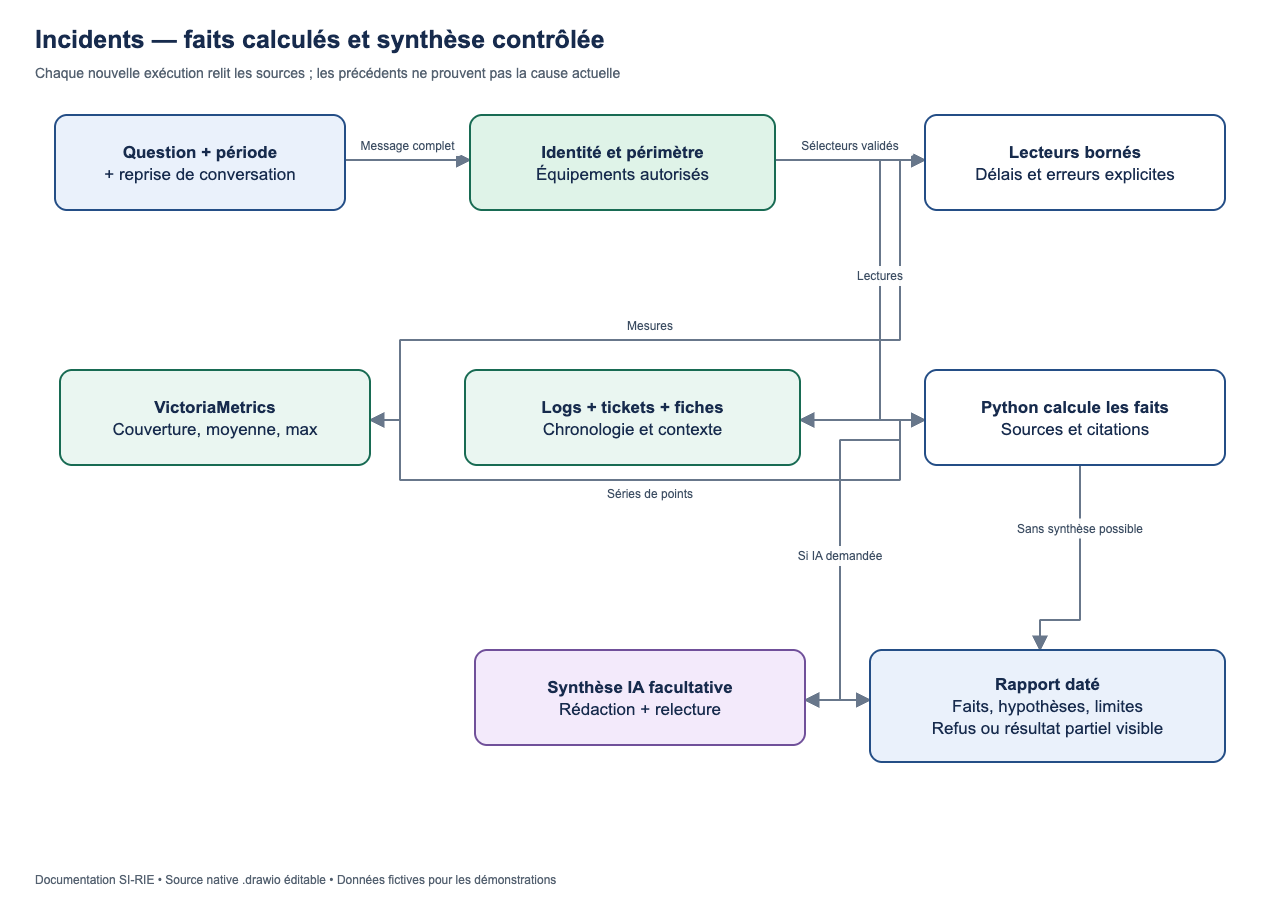 Incidents — faits calculés et synthèse contrôlée
Chaque nouvelle exécution relit les sources ; les précédents ne prouvent pas la cause actuelle
Question + période
+ reprise de conversation
Message complet
Identité et périmètre
Équipements autorisés
Sélecteurs validés
Lecteurs bornés
Délais et erreurs explicites
Lectures
Mesures
VictoriaMetrics
Couverture, moyenne, max
Logs + tickets + fiches
Chronologie et contexte
Python calcule les faits
Sources et citations
Séries de points
Sans synthèse possible
Si IA demandée
Synthèse IA facultative
Rédaction + relecture
Rapport daté
Faits, hypothèses, limites
Refus ou résultat partiel visible
Documentation SI-RIE • Source native .drawio éditable • Données fictives pour les démonstrations